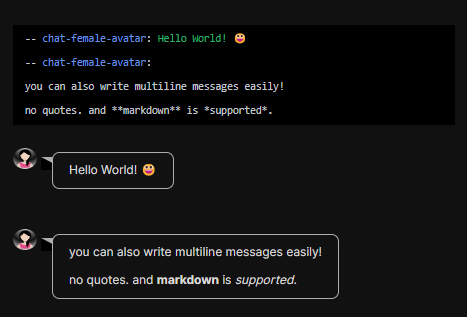 -- chat-female-avatar: Hello World! 😀
-- chat-female-avatar:
you can also write multiline messages easily!
no quotes. and **markdown** is *supported*.
Hello World! 😀
you can also write multiline messages easily!
no quotes. and markdown is supported.